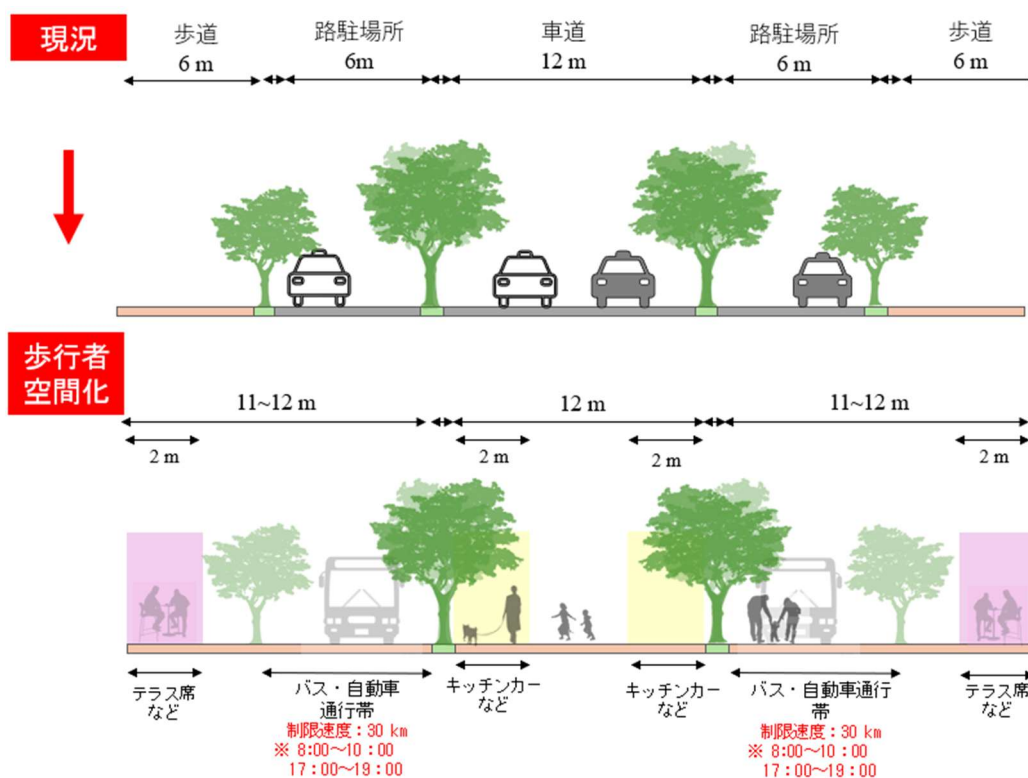 現況
歩道
路駐場所
車道
路駐場所
歩道
6 m
6m
12 m
6 m
6 m
歩行者
空間化
11~12 m
12 m
11~12 m
2 m
2 m
2 m
2 m
テラス席
など
バス・自動車
通行帯
制限速度：30 km
※ 8:00～10：00
17：00～19：00
キッチンカー
など
キッチンカー
など
バス・自動車通行
帯
制限速度：30 km
※ 8:00～10：00
17：00～19：00
テラス席
など